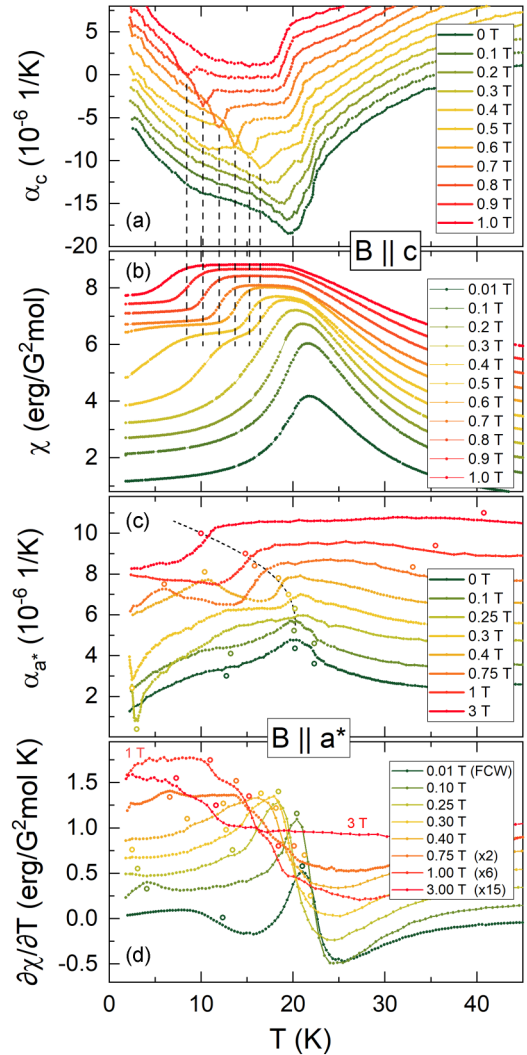 5
0
-5
-10
-15
-20
α_c (10^-6 1/K)
(a)
0 T
0.1 T
0.2 T
0.3 T
0.4 T
0.5 T
0.6 T
0.7 T
0.8 T
0.9 T
1.0 T
B || c
(b)
8
6
4
2
χ (erg/G²mol)
0.01 T
0.1 T
0.2 T
0.3 T
0.4 T
0.5 T
0.6 T
0.7 T
0.8 T
0.9 T
1.0 T
(c)
10
8
6
4
2
α_a* (10^-6 1/K)
0 T
0.1 T
0.25 T
0.3 T
0.4 T
0.75 T
1 T
3 T
B || a*
1 T
3 T
1.5
1.0
0.5
0.0
-0.5
∂χ/∂T (erg/G²mol K)
0.01 T (FCW)
0.10 T
0.25 T
0.30 T
0.40 T
0.75 T (x2)
1.00 T (x6)
3.00 T (x15)
(d)
0 10 20 30 40
T (K)